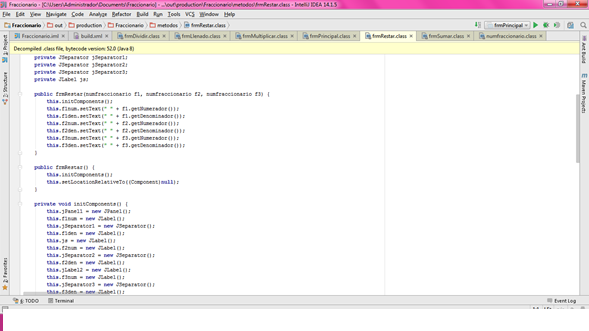 Fraccionario - [C:\Users\Administrador\Documents\Fraccionario] - ...\out\production\Fraccionario\metodos\frmRestar.class - IntelliJ IDEA 14.1.5
File Edit View Navigate Code Analyze Refactor Build Run Tools VCS Window Help
Fraccionario out production Fraccionario metodos frmRestar.class frmPrincipal
Fraccionario.iml build.xml frmDividir.class frmLlenado.class frmMultiplicar.class frmPrincipal.class frmRestar.class frmSumar.class numfraccionario.class
Decompiled .class file, bytecode version: 52.0 (Java 8)
private JSeparator jSeparator1;
private JSeparator jSeparator2;
private JSeparator jSeparator3;
private JLabel js;
public frmRestar(numfraccionario f1, numfraccionario f2, numfraccionario f3) {
this.initComponents();
this.f1num.setText(" " + f1.getNumerador());
this.f1den.setText(" " + f1.getDenominador());
this.f2num.setText(" " + f2.getNumerador());
this.f2den.setText(" " + f2.getDenominador());
this.f3num.setText(" " + f3.getNumerador());
this.f3den.setText(" " + f3.getDenominador());
}
public frmRestar() {
this.initComponents();
this.setLocationRelativeTo((Component)null);
}
private void initComponents() {
this.jPanel1 = new JPanel();
this.f1num = new JLabel();
this.jSeparator1 = new JSeparator();
this.f1den = new JLabel();
this.js = new JLabel();
this.f2num = new JLabel();
this.jSeparator2 = new JSeparator();
this.f2den = new JLabel();
this.jLabel2 = new JLabel();
this.f3num = new JLabel();
this.jSeparator3 = new JSeparator();
this.f3den = new JLabel();
1: Project
Structure
Favorites
Ant Build
Maven Projects
6: TODO Terminal Event Log